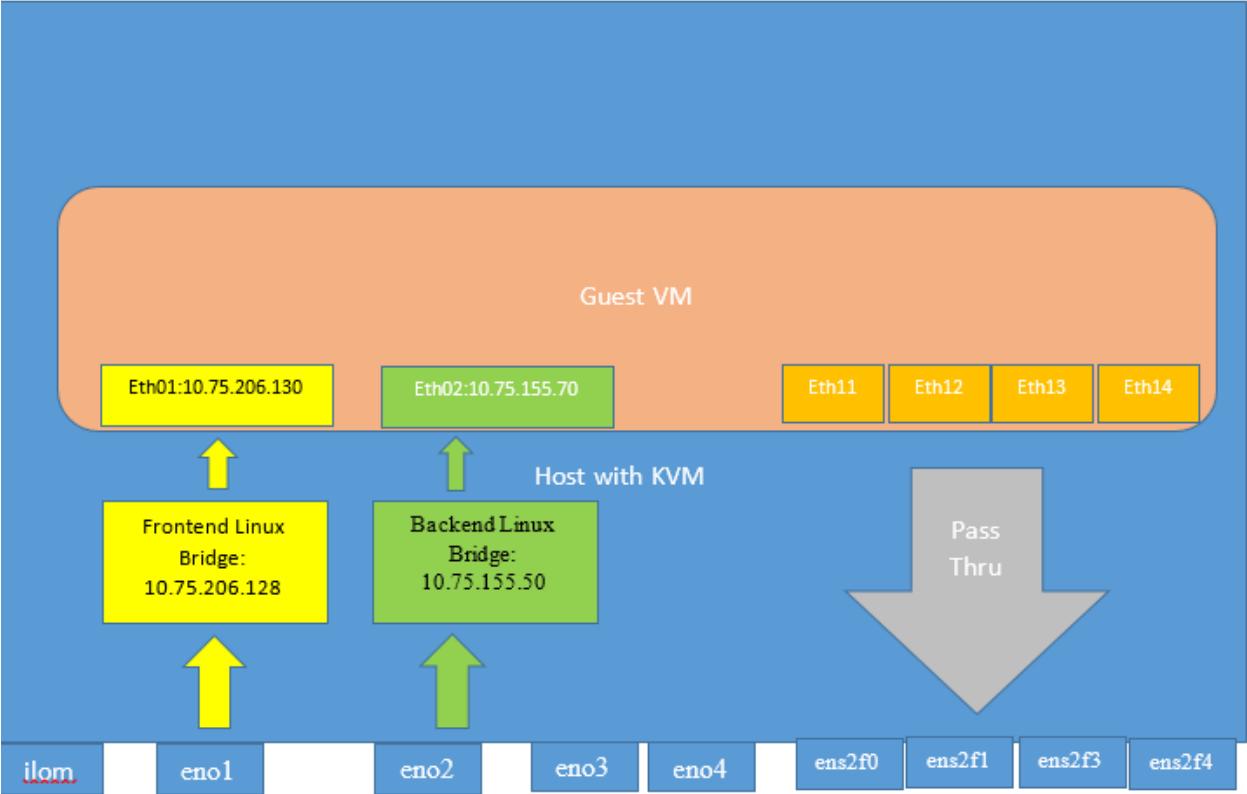 Guest VM
Eth01:10.75.206.130
Eth02:10.75.155.70
Eth11
Eth12
Eth13
Eth14
Host with KVM
Frontend Linux
Bridge:
10.75.206.128
Backend Linux
Bridge:
10.75.155.50
Pass
Thru
ilom
eno1
eno2
eno3
eno4
ens2f0
ens2f1
ens2f3
ens2f4